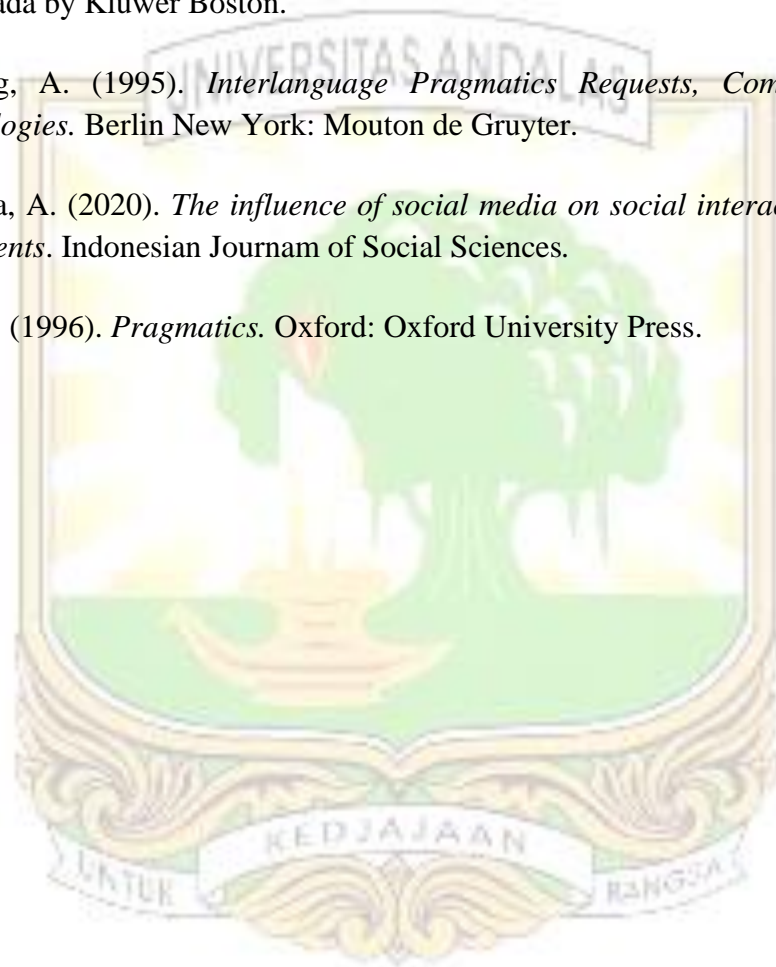 ada by Kluwer Boston.
UNIVERSITAS ANDALAS
g, A. (1995). Interlanguage Pragmatics Requests, Com
logies. Berlin New York: Mouton de Gruyter.
a, A. (2020). The influence of social media on social interac
ents. Indonesian Journam of Social Sciences.
(1996). Pragmatics. Oxford: Oxford University Press.
KEDJAJAAN
UNTUK BANGSA